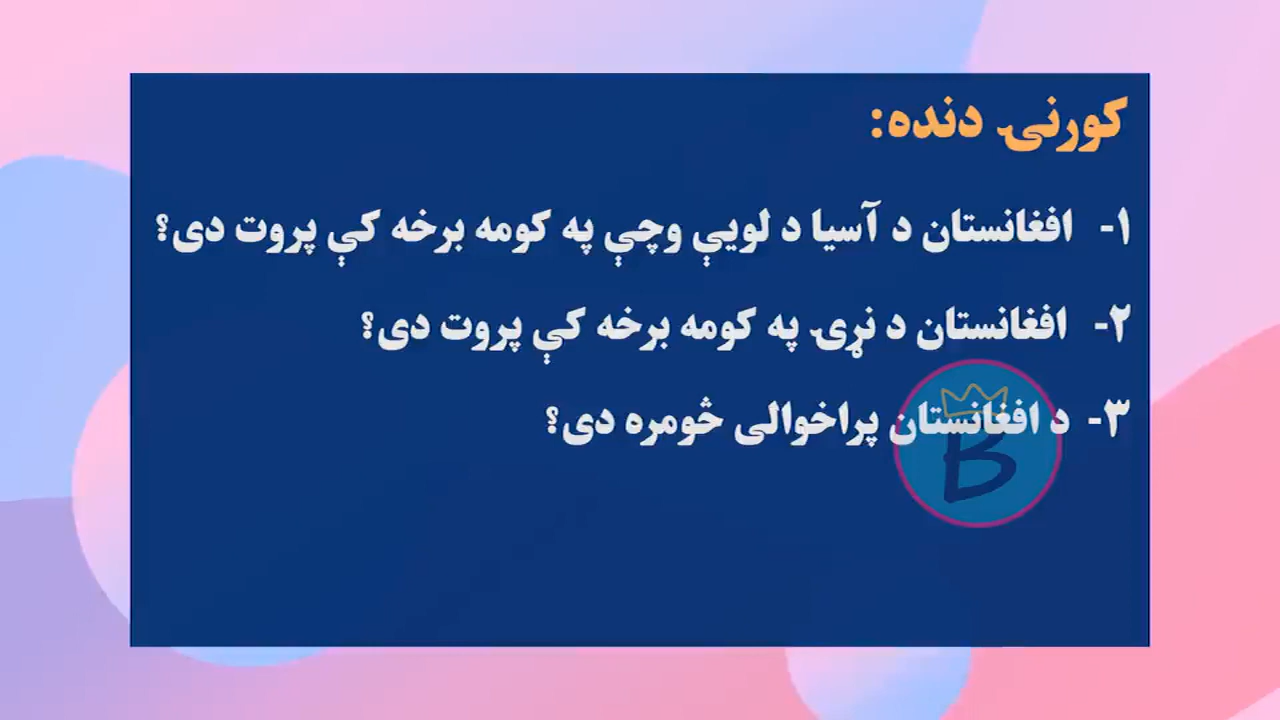 کورنۍ دنده:
۱- افغانستان د آسیا د لویې وچې په کومه برخه کې پروت دی؟
۲- افغانستان د نړۍ په کومه برخه کې پروت دی؟
۳- د افغانستان پراخوالی څومره دی؟
B